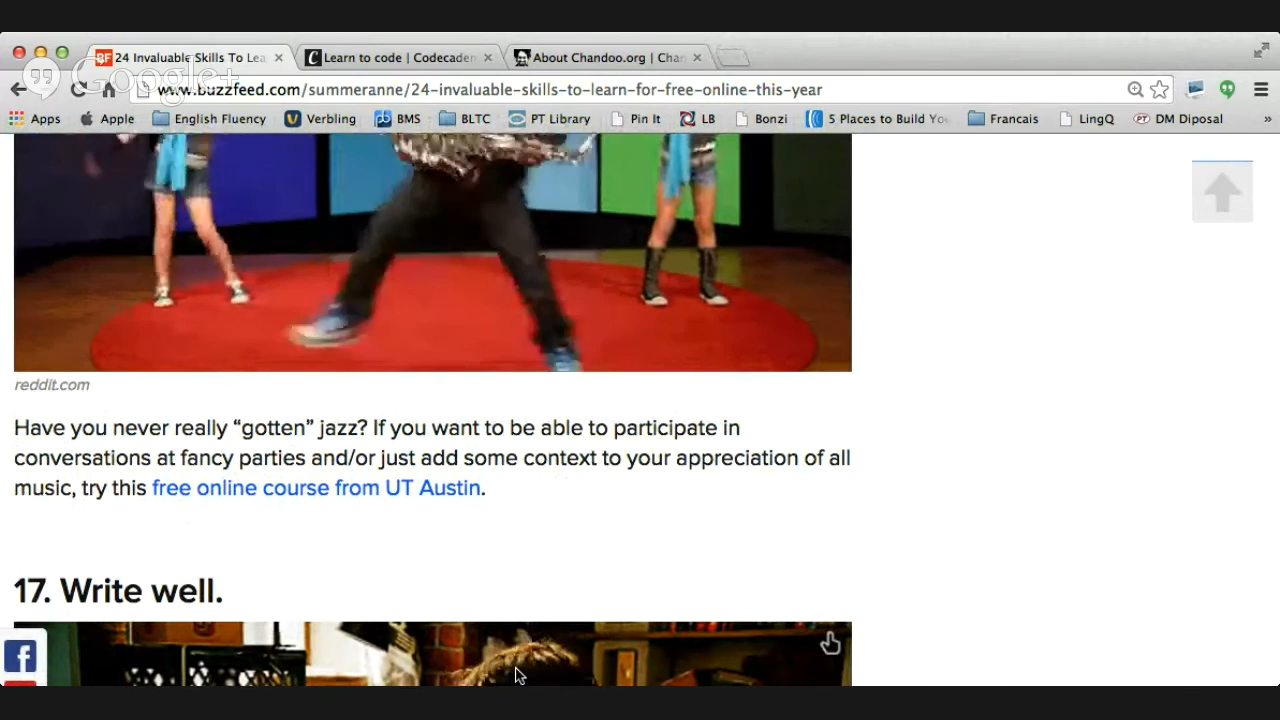 24 Invaluable Skills To Lea
Learn to code | Codecaden
About Chandoo.org | Chan
Google+
www.buzzfeed.com/summeranne/24-invaluable-skills-to-learn-for-free-online-this-year
Apps Apple English Fluency Verbling BMS BLTC PT Library Pin It LB Bonzi 5 Places to Build Yo Francais LingQ DM Diposal »
reddit.com
Have you never really “gotten” jazz? If you want to be able to participate in
conversations at fancy parties and/or just add some context to your appreciation of all
music, try this free online course from UT Austin.
17. Write well.